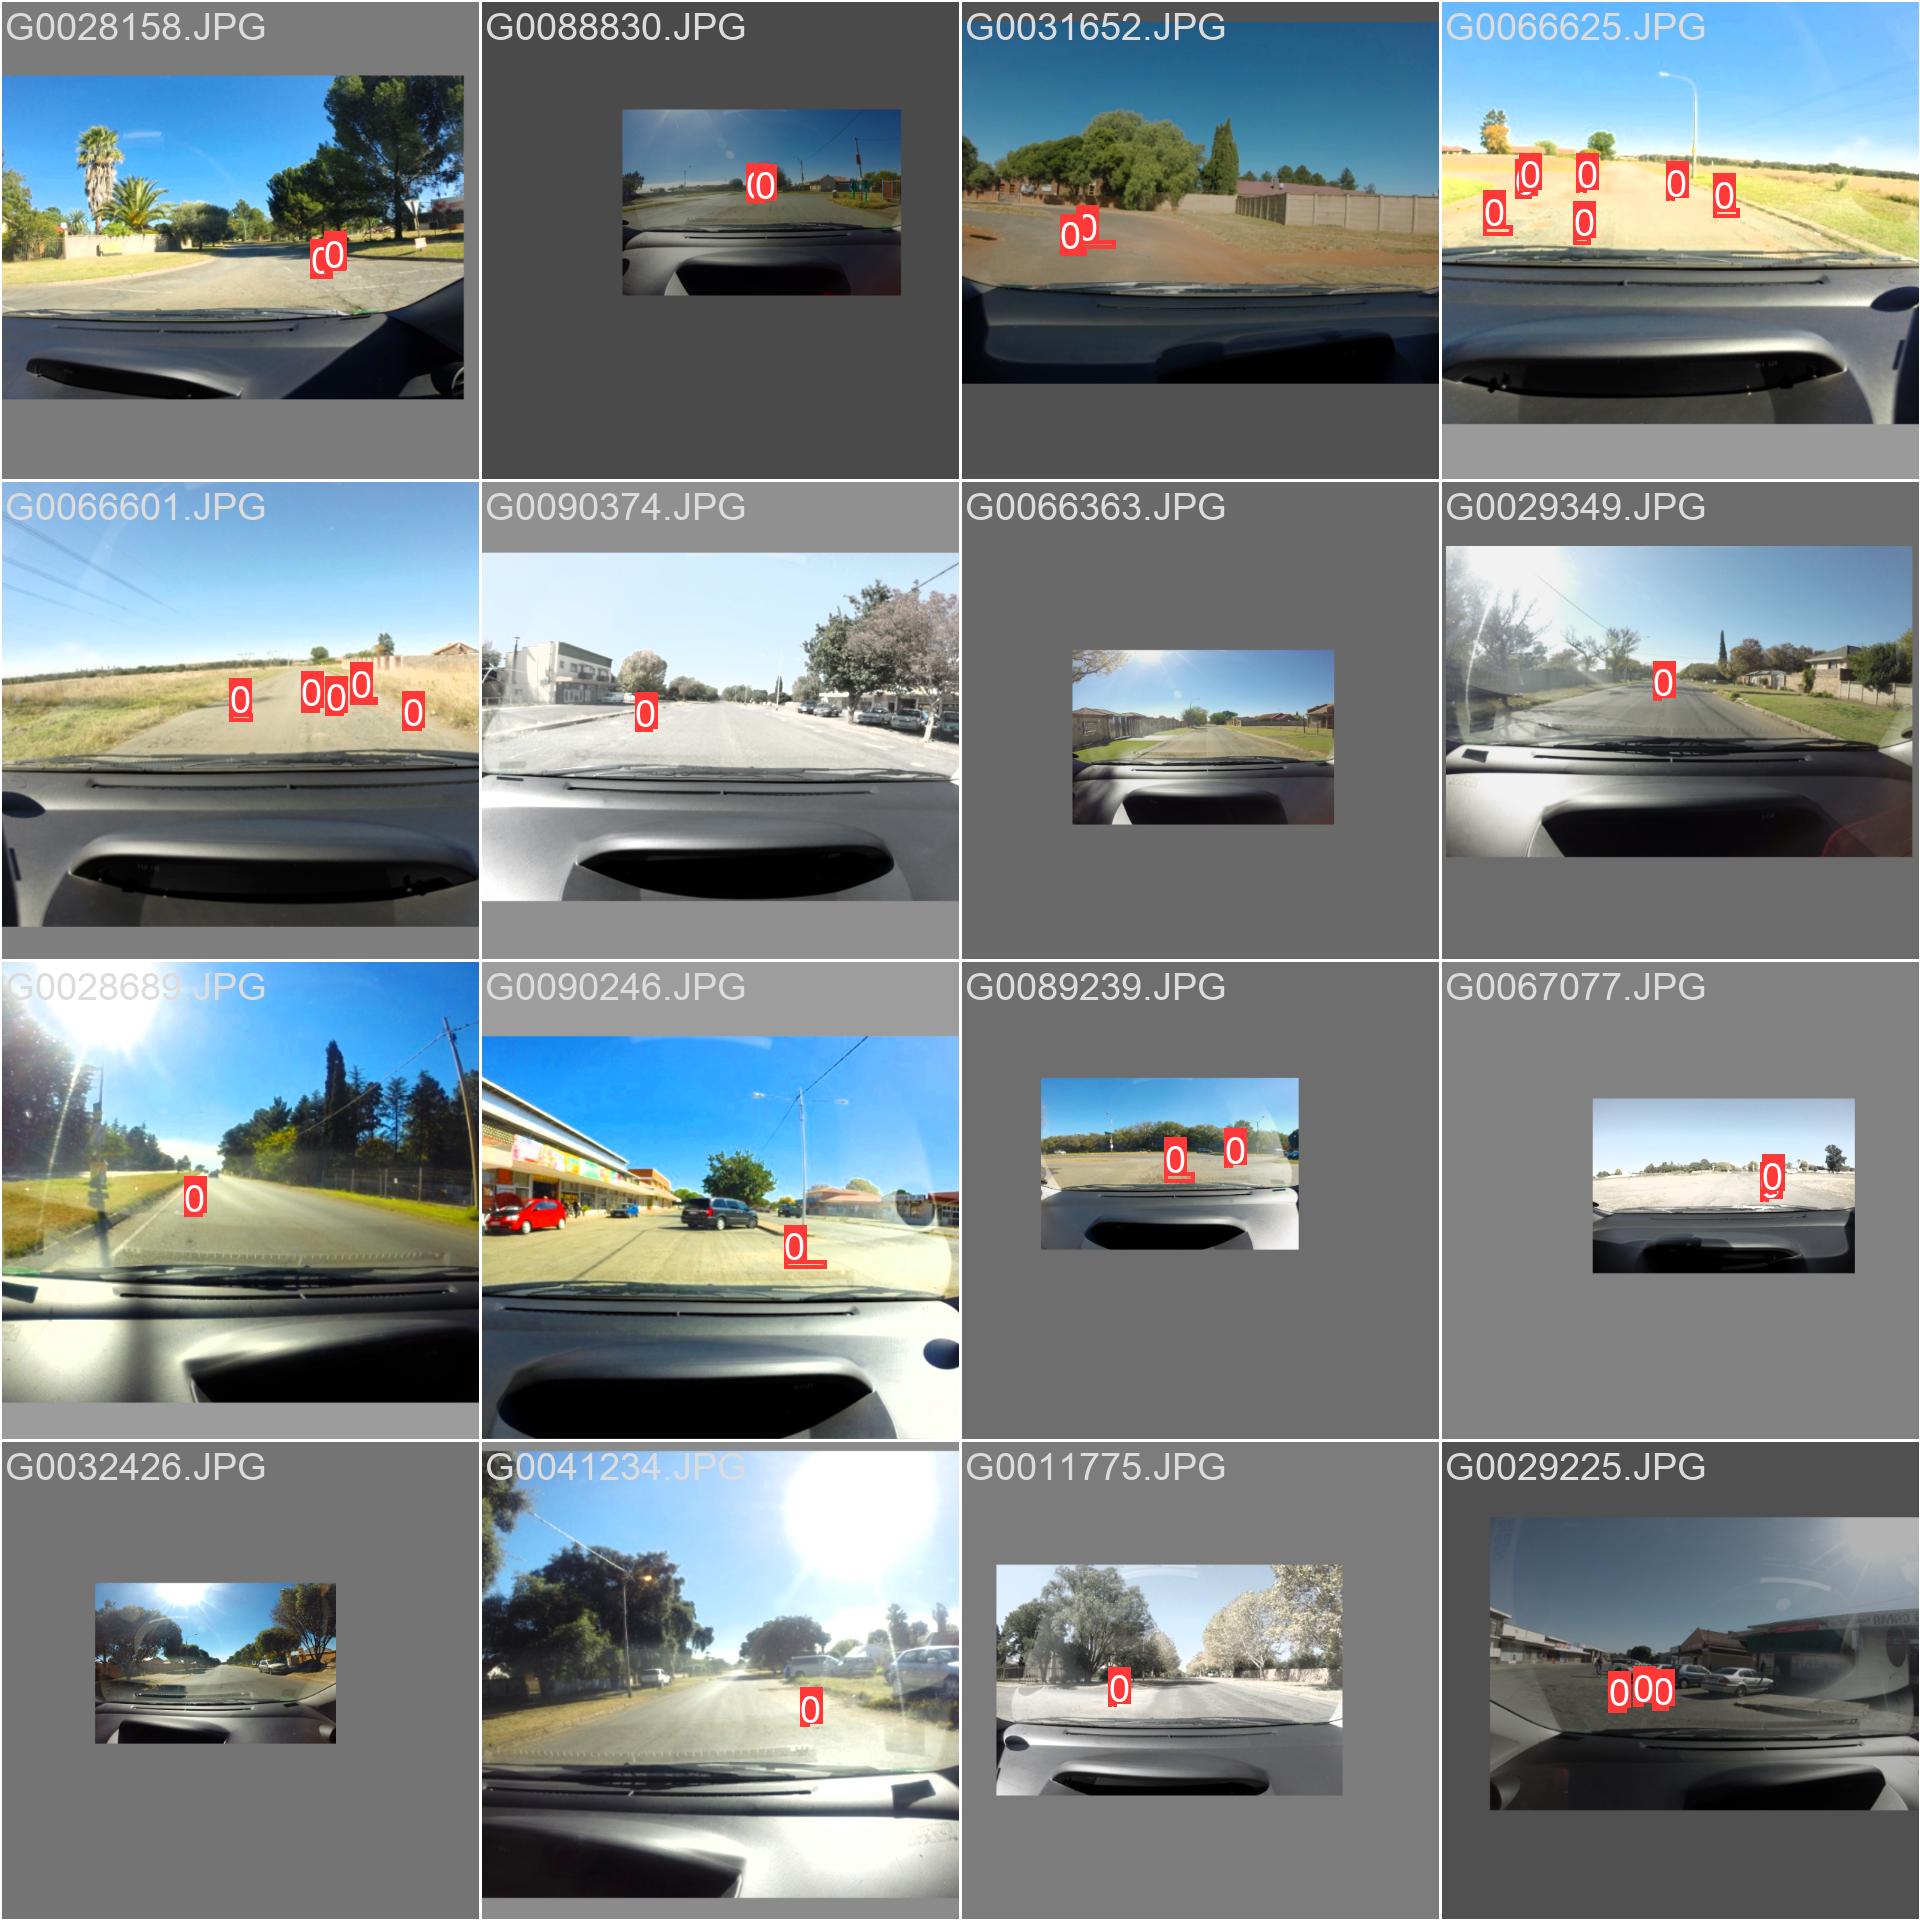 G0028158.JPG G0088830.JPG G0031652.JPG G0066625.JPG
0 0 0 0 0 0 0 0 0 0 0 0
G0066601.JPG G0090374.JPG G0066363.JPG G0029349.JPG
0 0 0 0 0 0 0
G0028689.JPG G0090246.JPG G0089239.JPG G0067077.JPG
0 0 0 0 0
G0032426.JPG G0041234.JPG G0011775.JPG G0029225.JPG
0 0 0 0 0